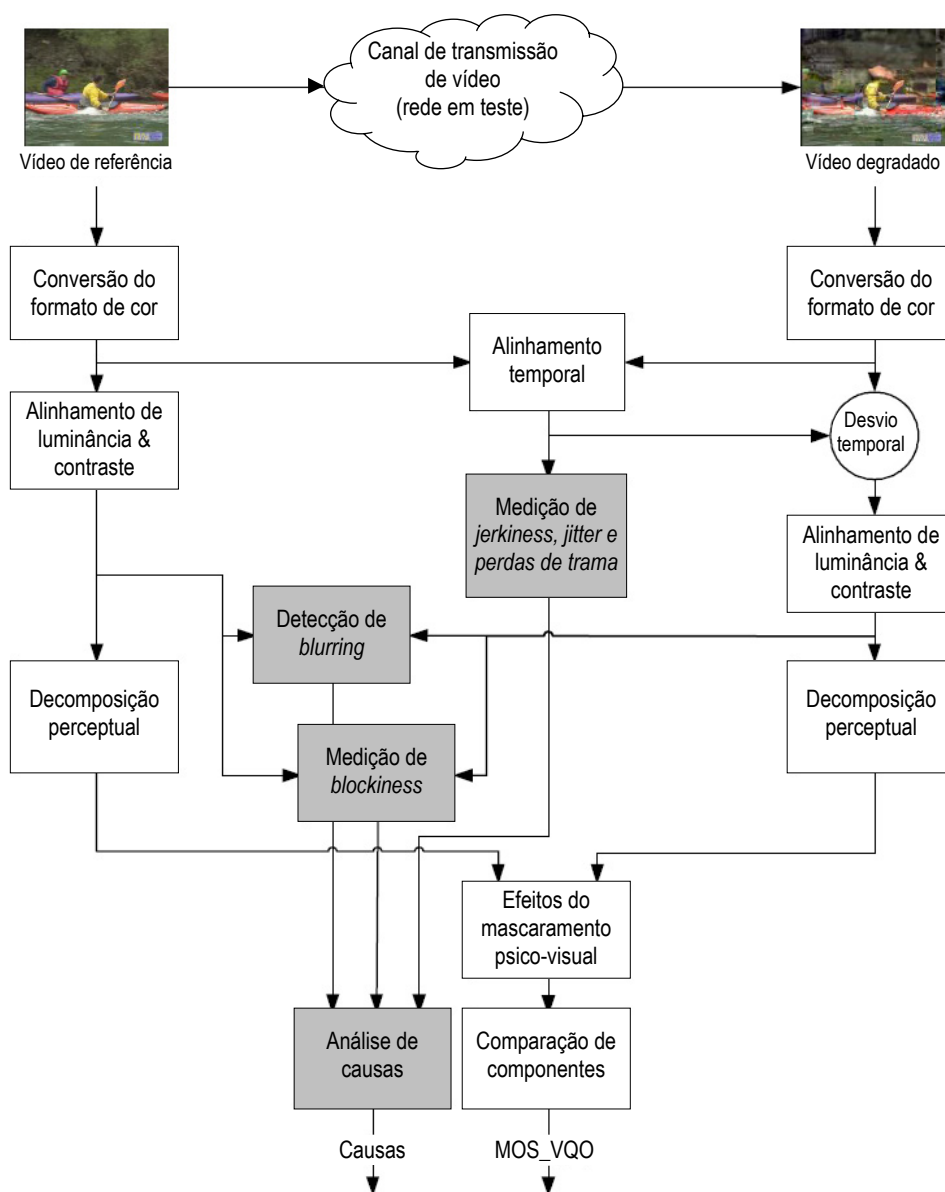 Canal de transmissão
de vídeo
(rede em teste)
Vídeo de referência
Vídeo degradado
Conversão do
formato de cor
Conversão do
formato de cor
Alinhamento
temporal
Alinhamento de
luminância &
contraste
Desvio
temporal
Medição de
jerkiness, jitter e
perdas de trama
Alinhamento de
luminância &
contraste
Detecção de
blurring
Decomposição
perceptual
Decomposição
perceptual
Medição de
blockiness
Efeitos do
mascaramento
psico-visual
Análise de
causas
Comparação de
componentes
Causas
MOS_VQO